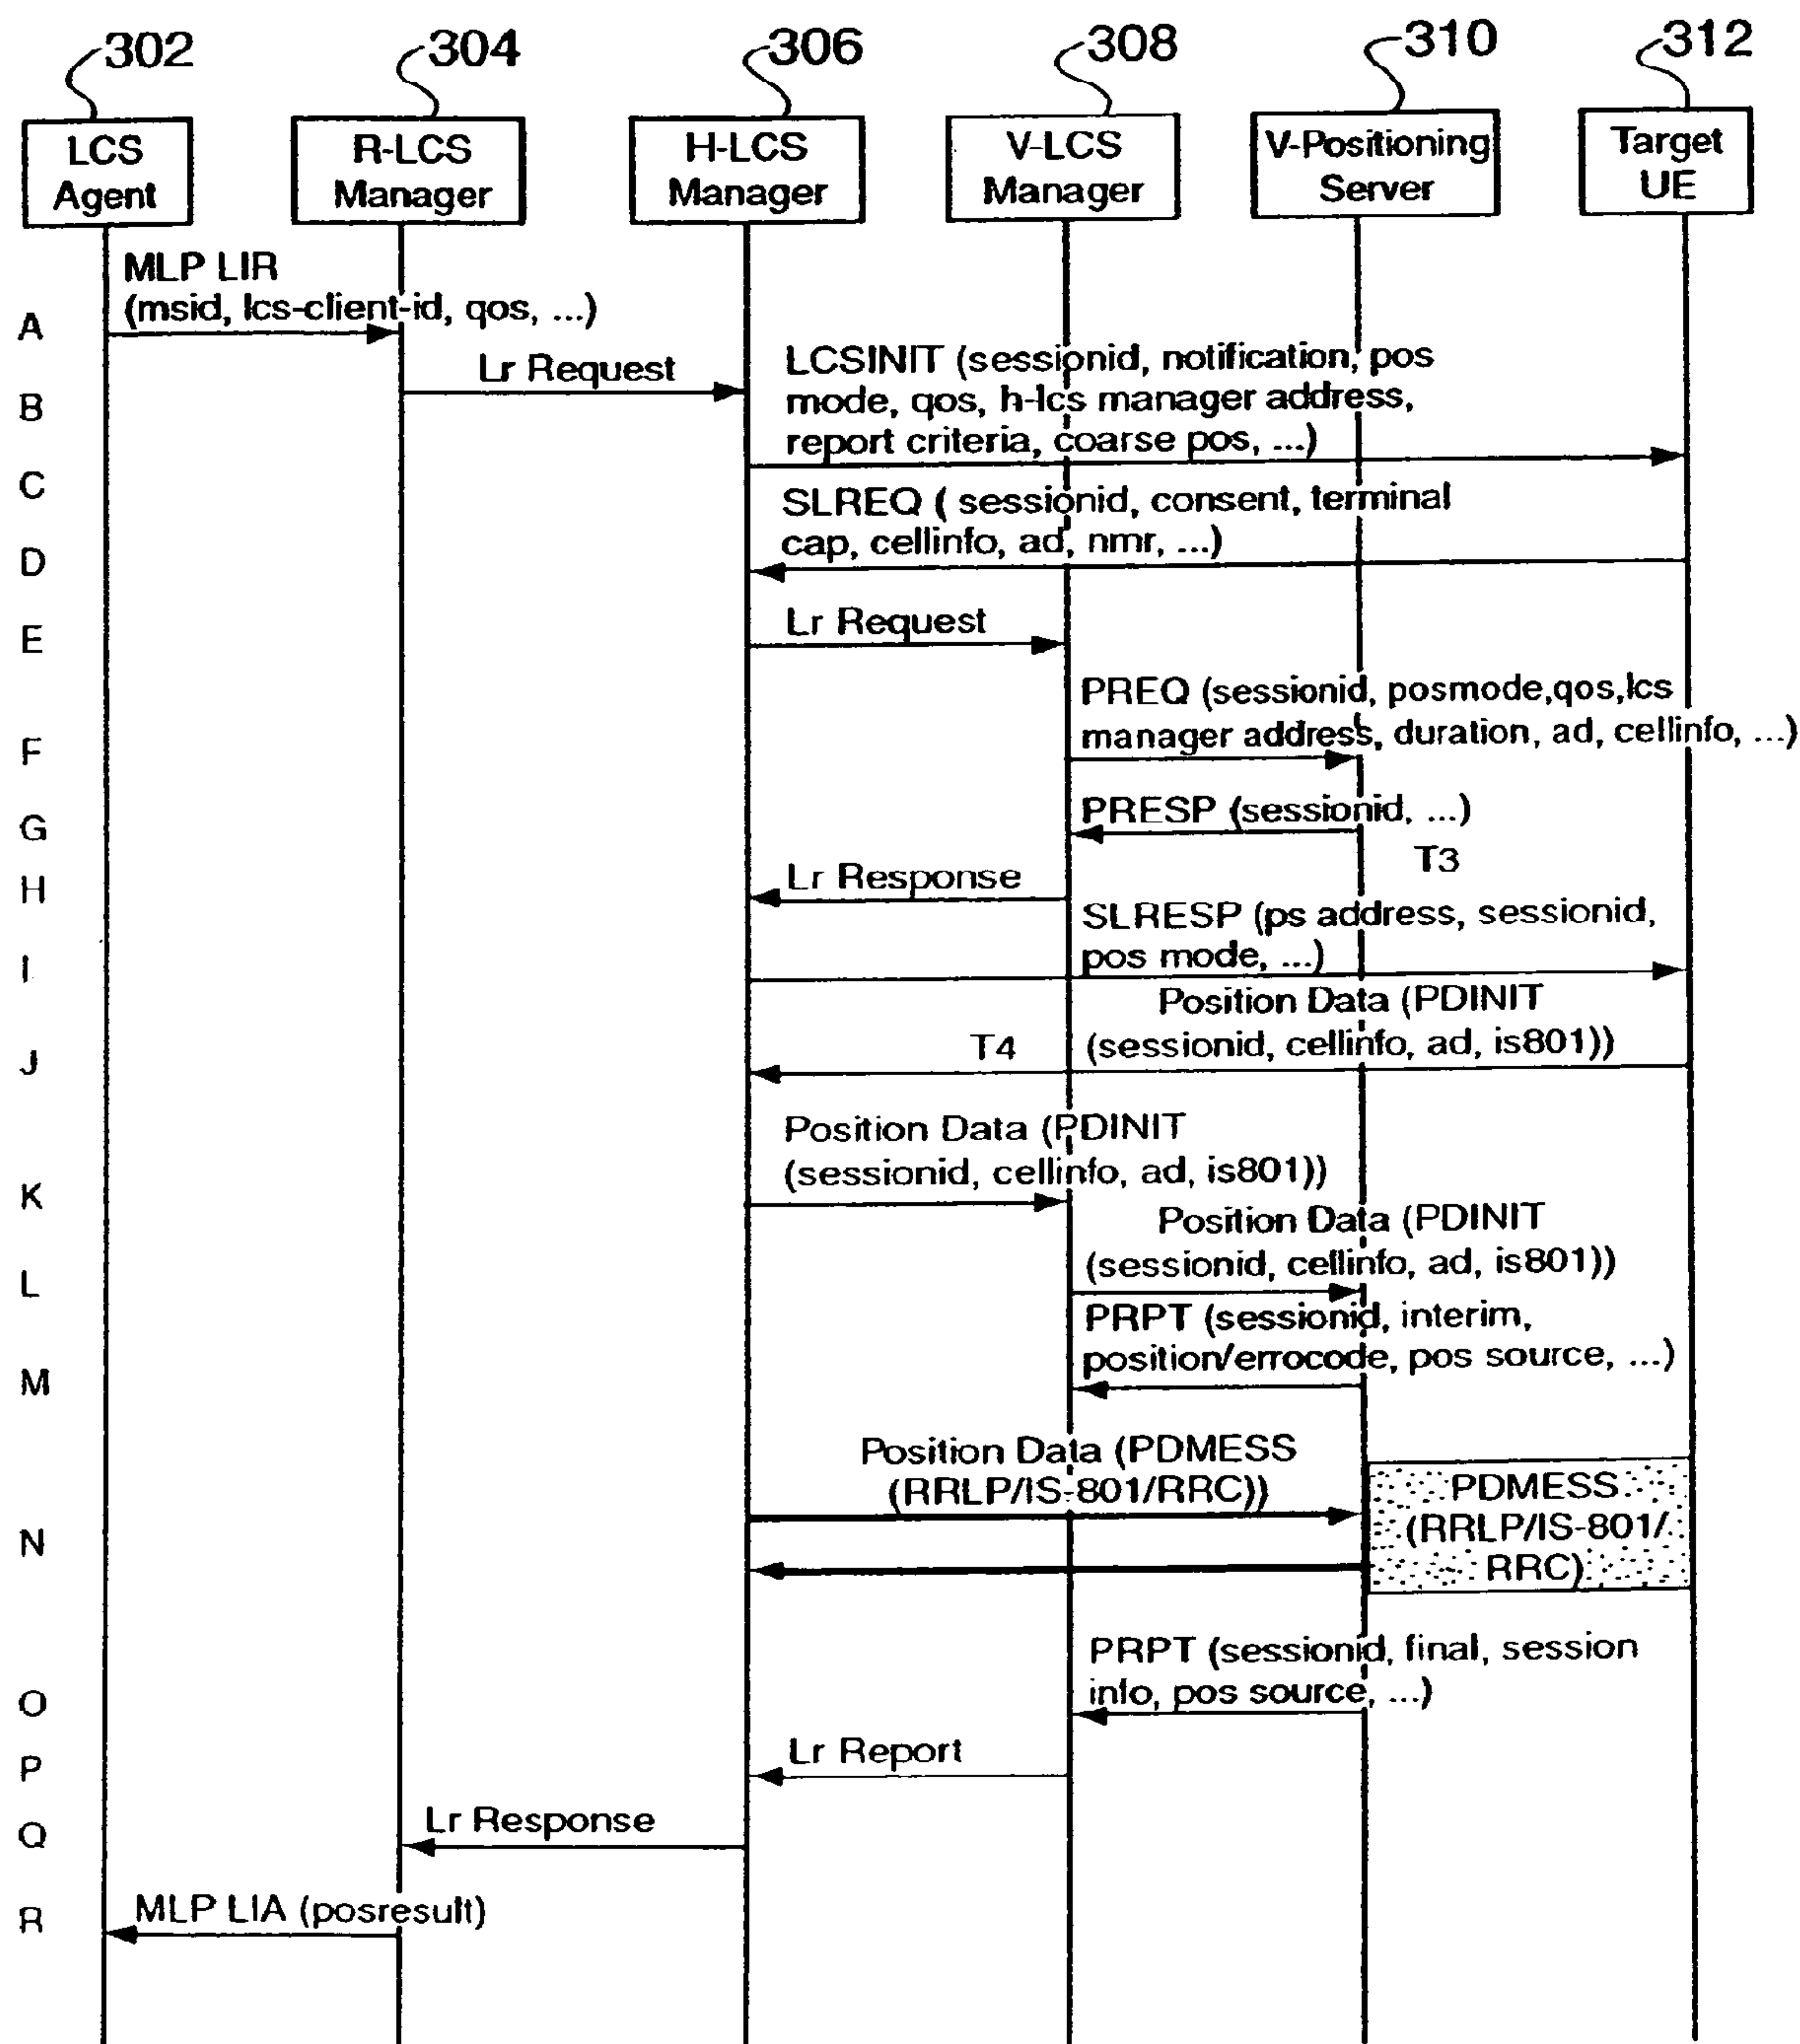 302
304
306
308
310
312
LCS
Agent
R-LCS
Manager
H-LCS
Manager
V-LCS
Manager
V-Positioning
Server
Target
UE
MLP LIR
(msid, lcs-client-id, qos, ...)
A
Lr Request
B
LCSINIT (sessionid, notification, pos
mode, qos, h-lcs manager address,
report criteria, coarse pos, ...)
C
SLREQ ( sessionid, consent, terminal
cap, cellinfo, ad, nmr, ...)
D
Lr Request
E
PREQ (sessionid, posmode,qos,lcs
manager address, duration, ad, cellinfo, ...)
F
PRESP (sessionid, ...)
G
T3
Lr Response
H
SLRESP (ps address, sessionid,
pos mode, ...)
I
Position Data (PDINIT
(sessionid, cellinfo, ad, is801))
T4
J
Position Data (PDINIT
(sessionid, cellinfo, ad, is801))
K
Position Data (PDINIT
(sessionid, cellinfo, ad, is801))
L
PRPT (sessionid, interim,
position/errocode, pos source, ...)
M
Position Data (PDMESS
(RRLP/IS-801/RRC))
PDMESS
(RRLP/IS-801/
RRC)
N
PRPT (sessionid, final, session
info, pos source, ...)
O
Lr Report
P
Lr Response
Q
MLP LIA (posresult)
R